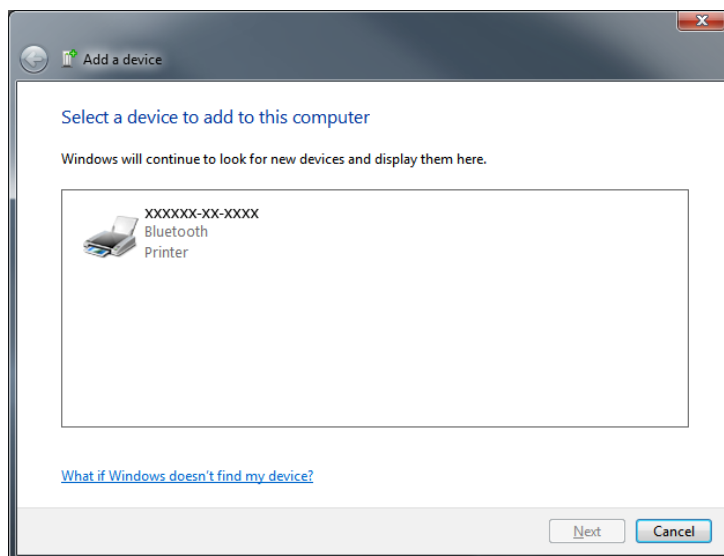 Add a device
Select a device to add to this computer
Windows will continue to look for new devices and display them here.
XXXXXX-XX-XXXX
Bluetooth
Printer
What if Windows doesn't find my device?
Next
Cancel